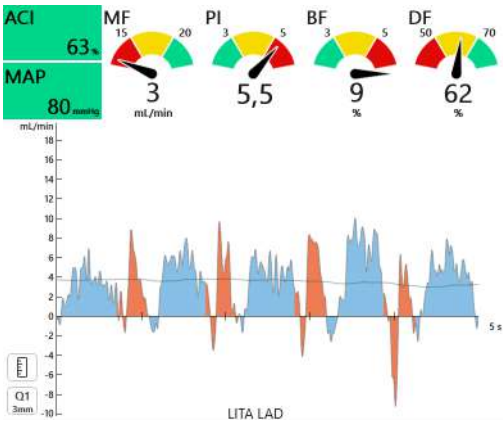 ACI
63 %
MAP
80 mmHg
MF
15 20
3
mL/min
PI
3 5
5,5
BF
3 5
9
%
DF
50 70
62
%
mL/min
18
16
14
12
10
8
6
4
2
0
-2
-4
-6
-8
-10
5 s
Q1
3mm
LITA LAD